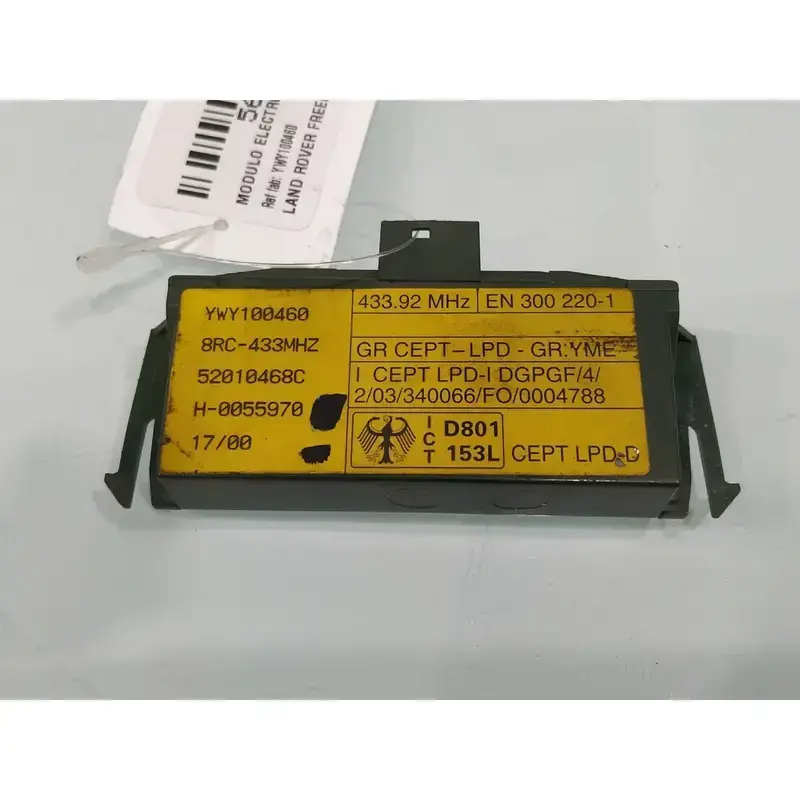 56
MODULO ELECTRI
Ref fab: YWY100460
LAND ROVER FREE
YWY100460
8RC-433MHZ
52010468C
H-0055970
17/00
433.92 MHz EN 300 220-1
GR CEPT-LPD - GR:YME
I CEPT LPD-I DGPGF/4/
2/03/340066/FO/0004788
ICT D801
153L
CEPT LPD-D